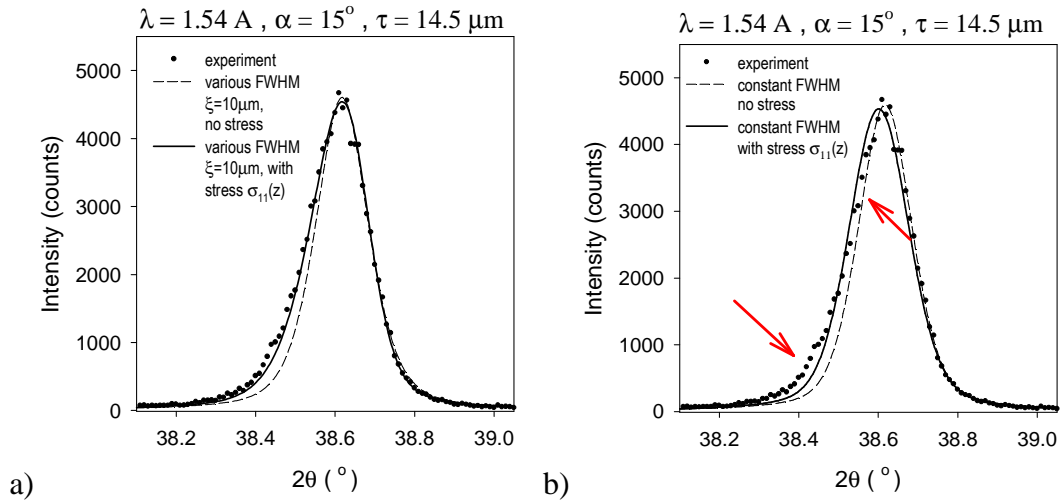 λ = 1.54 A , α = 15° , τ = 14.5 μm
5000
4000
3000
2000
1000
0
Intensity (counts)
experiment
various FWHM
ξ=10μm,
no stress
various FWHM
ξ=10μm, with
stress σ₁₁(z)
38.2
38.4
38.6
38.8
39.0
2θ ( ° )
a)
λ = 1.54 A , α = 15° , τ = 14.5 μm
5000
4000
3000
2000
1000
0
Intensity (counts)
experiment
constant FWHM
no stress
constant FWHM
with stress σ₁₁(z)
38.2
38.4
38.6
38.8
39.0
2θ ( ° )
b)